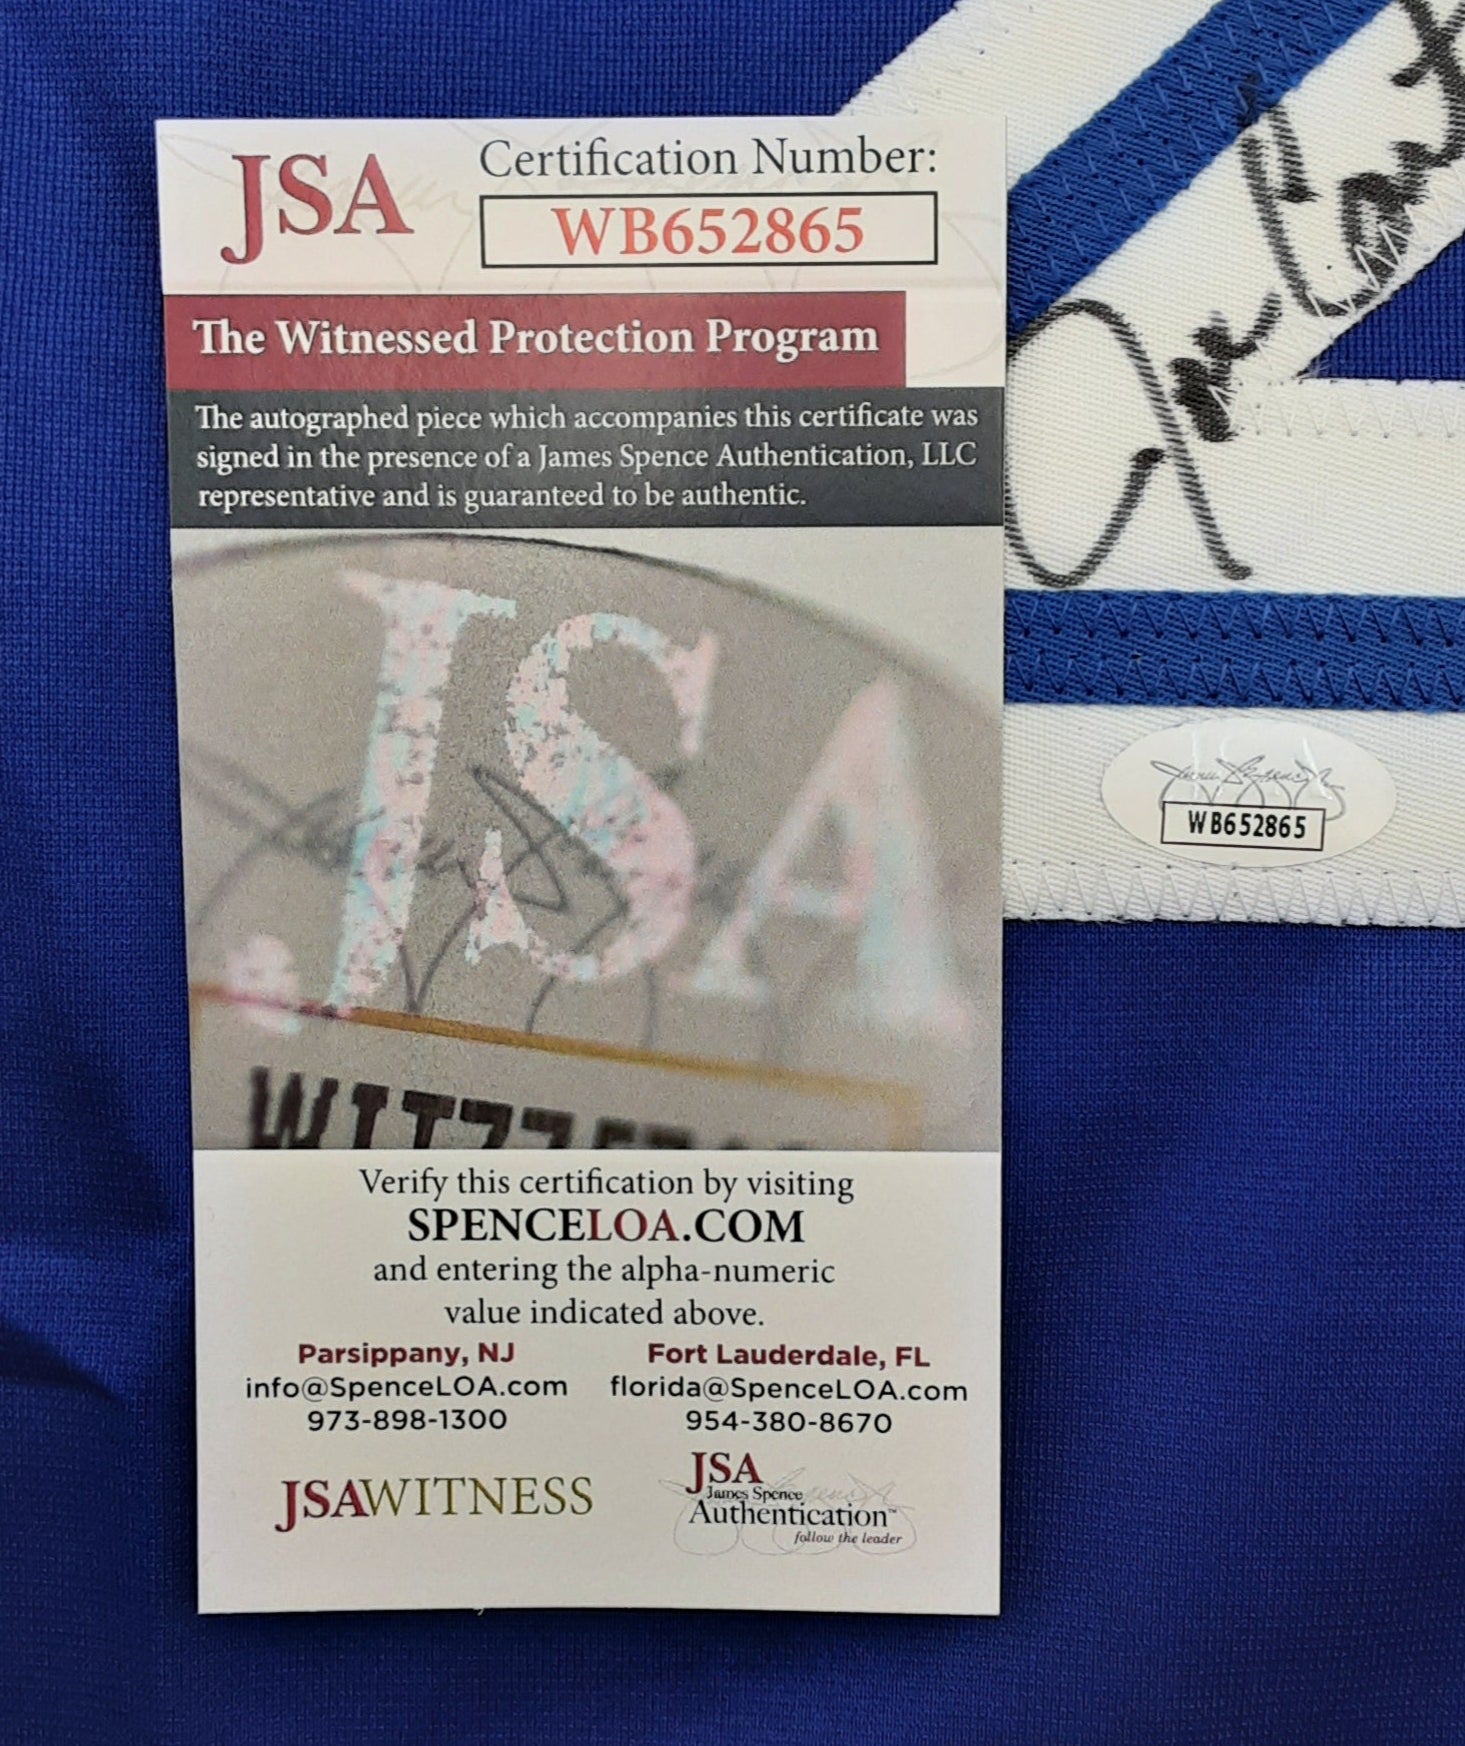 JSA
Certification Number:
WB652865
The Witnessed Protection Program
The autographed piece which accompanies this certificate was
signed in the presence of a James Spence Authentication, LLC
representative and is guaranteed to be authentic.
JSA
WB652865
Verify this certification by visiting
SPENCELOA.COM
and entering the alpha-numeric
value indicated above.
Parsippany, NJ
info@SpenceLOA.com
973-898-1300
Fort Lauderdale, FL
florida@SpenceLOA.com
954-380-8670
JSAWITNESS
JSA
James Spence
Authentication™
follow the leader